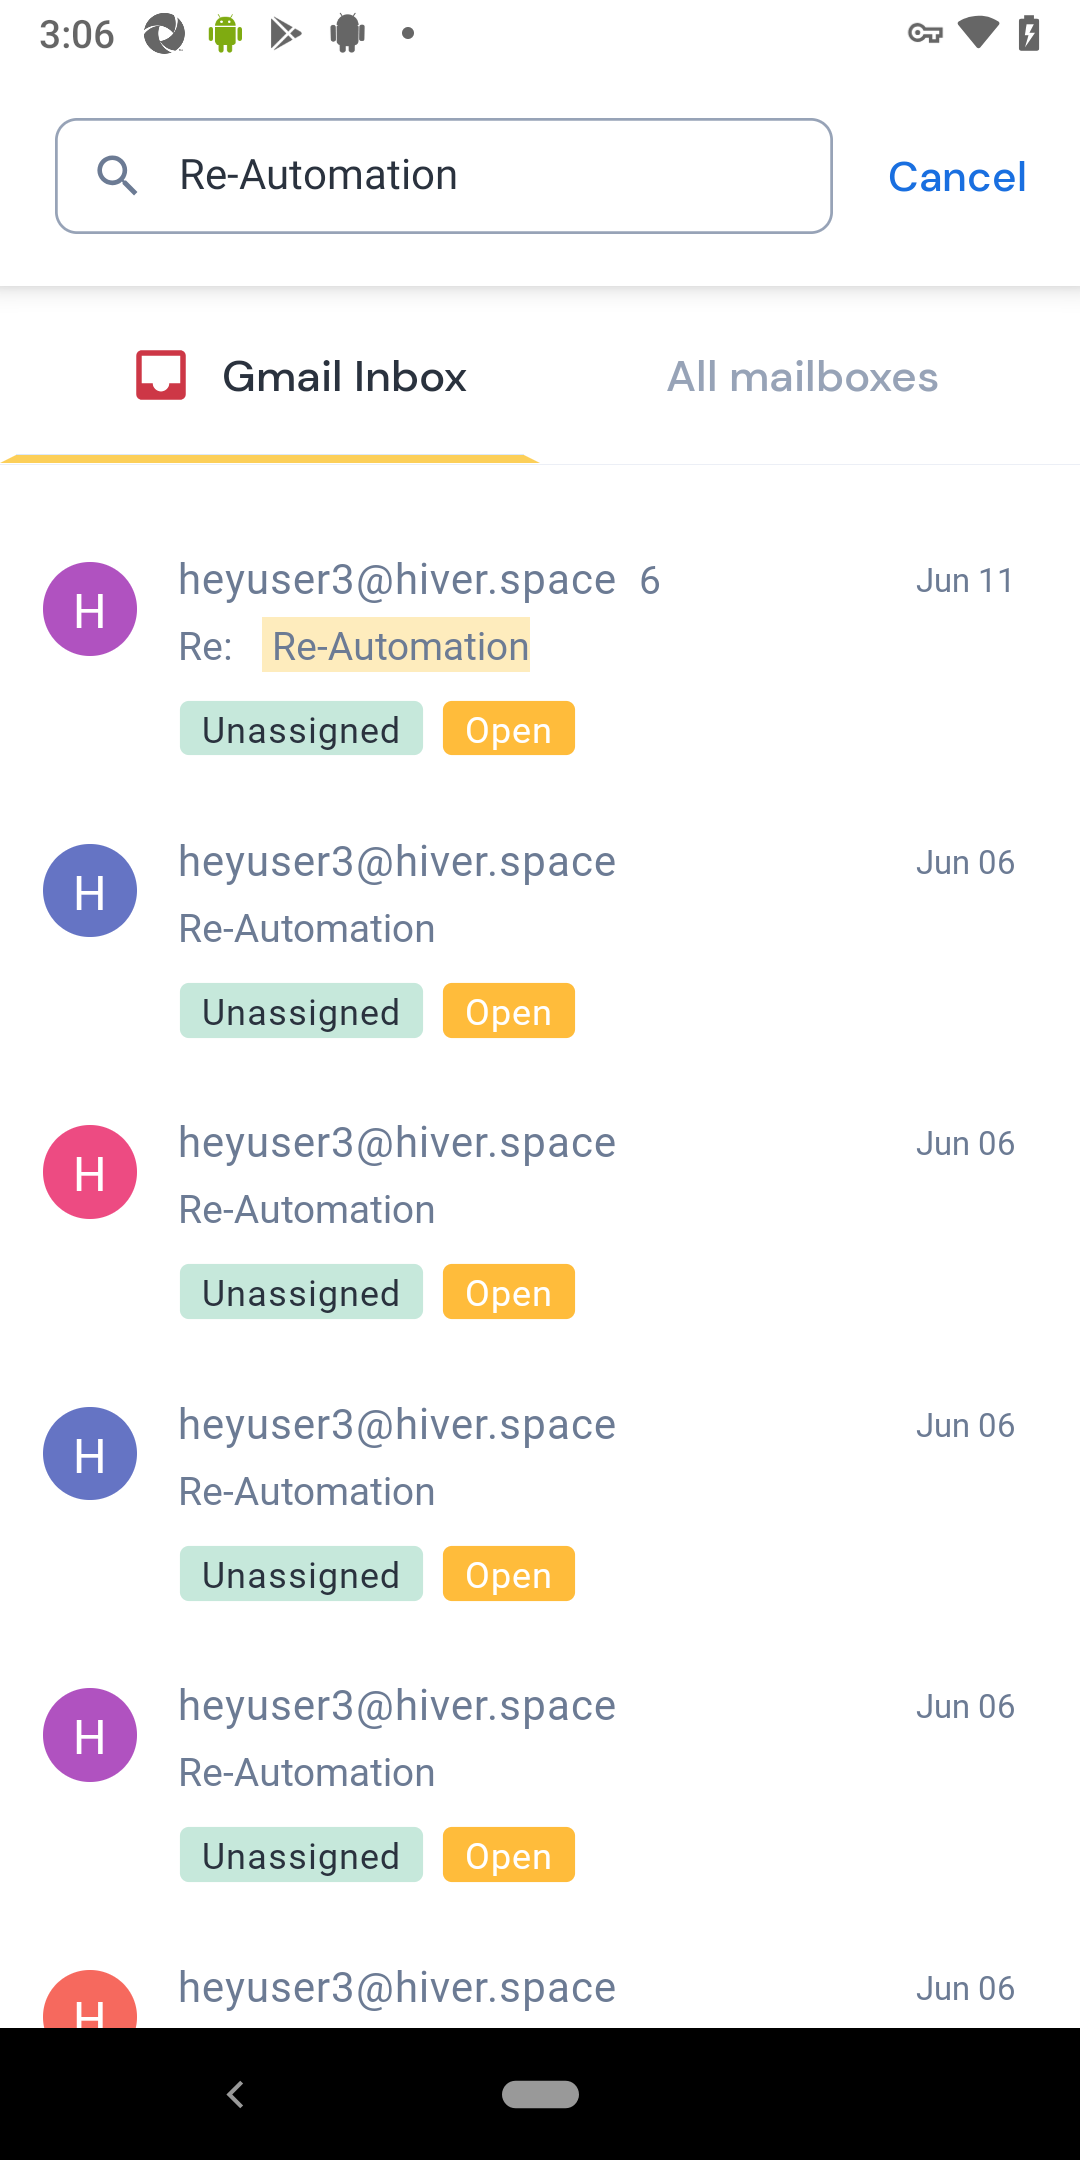 3:06
Re-Automation
Cancel
Gmail Inbox
All mailboxes
H
heyuser3@hiver.space 6
Jun 11
Re: Re-Automation
Unassigned
Open
H
heyuser3@hiver.space
Jun 06
Re-Automation
Unassigned
Open
H
heyuser3@hiver.space
Jun 06
Re-Automation
Unassigned
Open
H
heyuser3@hiver.space
Jun 06
Re-Automation
Unassigned
Open
H
heyuser3@hiver.space
Jun 06
Re-Automation
Unassigned
Open
H
heyuser3@hiver.space
Jun 06